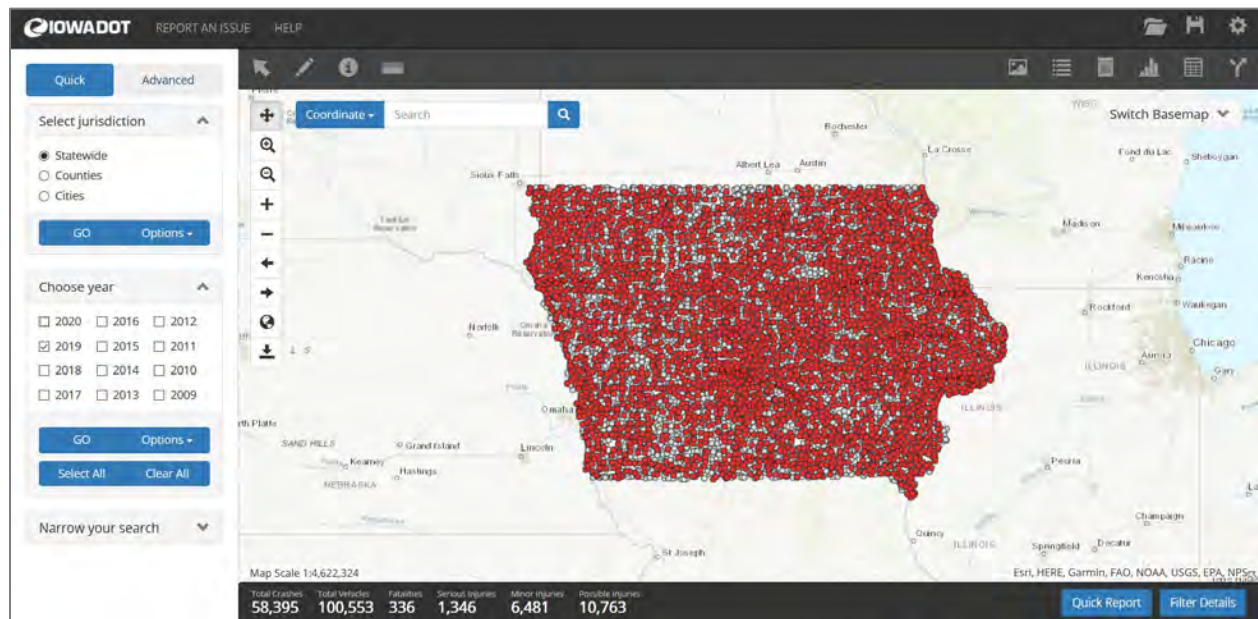 IOWADOT REPORT AN ISSUE HELP
Quick Advanced
Select jurisdiction
Statewide
Counties
Cities
GO Options
Choose year
2020 2016 2012
2019 2015 2011
2018 2014 2010
2017 2013 2009
GO Options
Select All Clear All
Narrow your search
Coordinate Search
Switch Basemap
Rochester
La Crosse
Fond du Lac
Sheboygan
Albert Lea Austin
Sioux Falls
Madison
Milwaukee
Racine
Kenosha
Rockford
Waukegan
Norfolk
Omaha
Reservation
Chicago
Aurora
ILLINOIS
Gary
Omaha
ILLINOIS
North Platte
SAND HILLS
Grand Island
Lincoln
Kearney
Hastings
NEBRASKA
Peoria
Champaign
Quincy
ILLINOIS
Springfield Decatur
St Joseph
Map Scale 1:4,622,324
Esri, HERE, Garmin, FAO, NOAA, USGS, EPA, NPS
Total Crashes Total Vehicles Fatalities Serious Injuries Minor Injuries Possible Injuries
58,395 100,553 336 1,346 6,481 10,763
Quick Report Filter Details